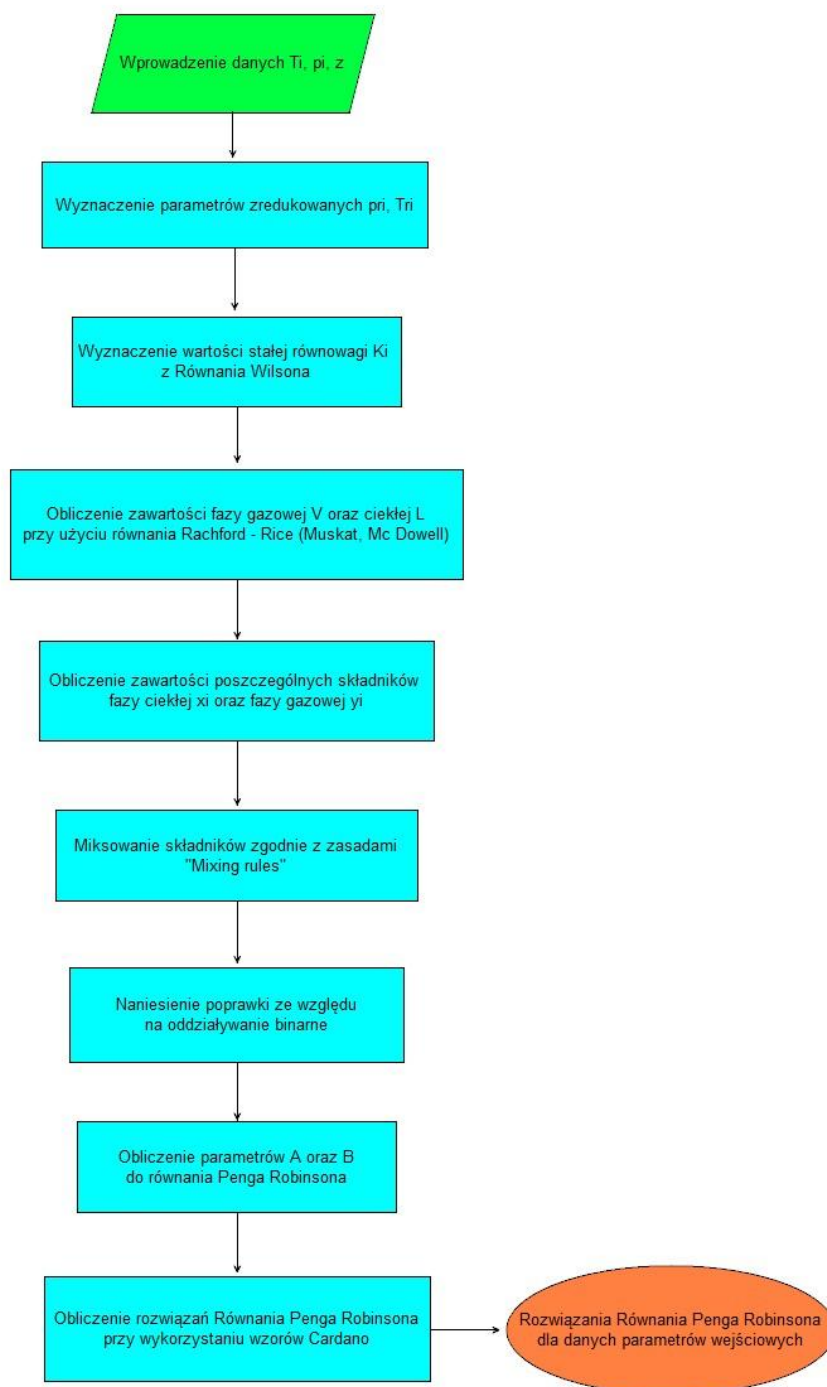 Wprowadzenie danych Ti, pi, z
Wyznaczenie parametrów zredukowanych pri, Tri
Wyznaczenie wartości stałej równowagi Ki
z Równania Wilsona
Obliczenie zawartości fazy gazowej V oraz ciekłej L
przy użyciu równania Rachford - Rice (Muskat, Mc Dowell)
Obliczenie zawartości poszczególnych składników
fazy ciekłej xi oraz fazy gazowej yi
Miksowanie składników zgodnie z zasadami
"Mixing rules"
Naniesienie poprawki ze względu
na oddziaływanie binarne
Obliczenie parametrów A oraz B
do równania Penga Robinsona
Obliczenie rozwiązań Równania Penga Robinsona
przy wykorzystaniu wzorów Cardano
Rozwiązania Równania Penga Robinsona
dla danych parametrów wejściowych